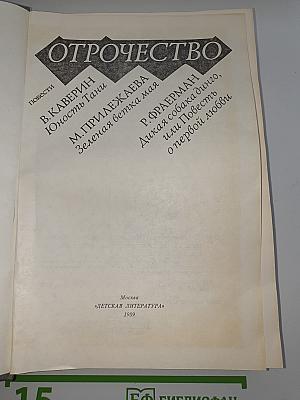 ОТРОЧЕСТВО
ПОВЕСТИ
В. КАВЕРИН
Юность Тани
М. ПРИЛЕЖАЕВА
Зеленая ветка мая
Р. ФРАЕРМАН
Дикая собака динго,
или Повесть
о первой любви
Москва
«ДЕТСКАЯ ЛИТЕРАТУРА»
1989
15
БФ БИБЛИОФАН